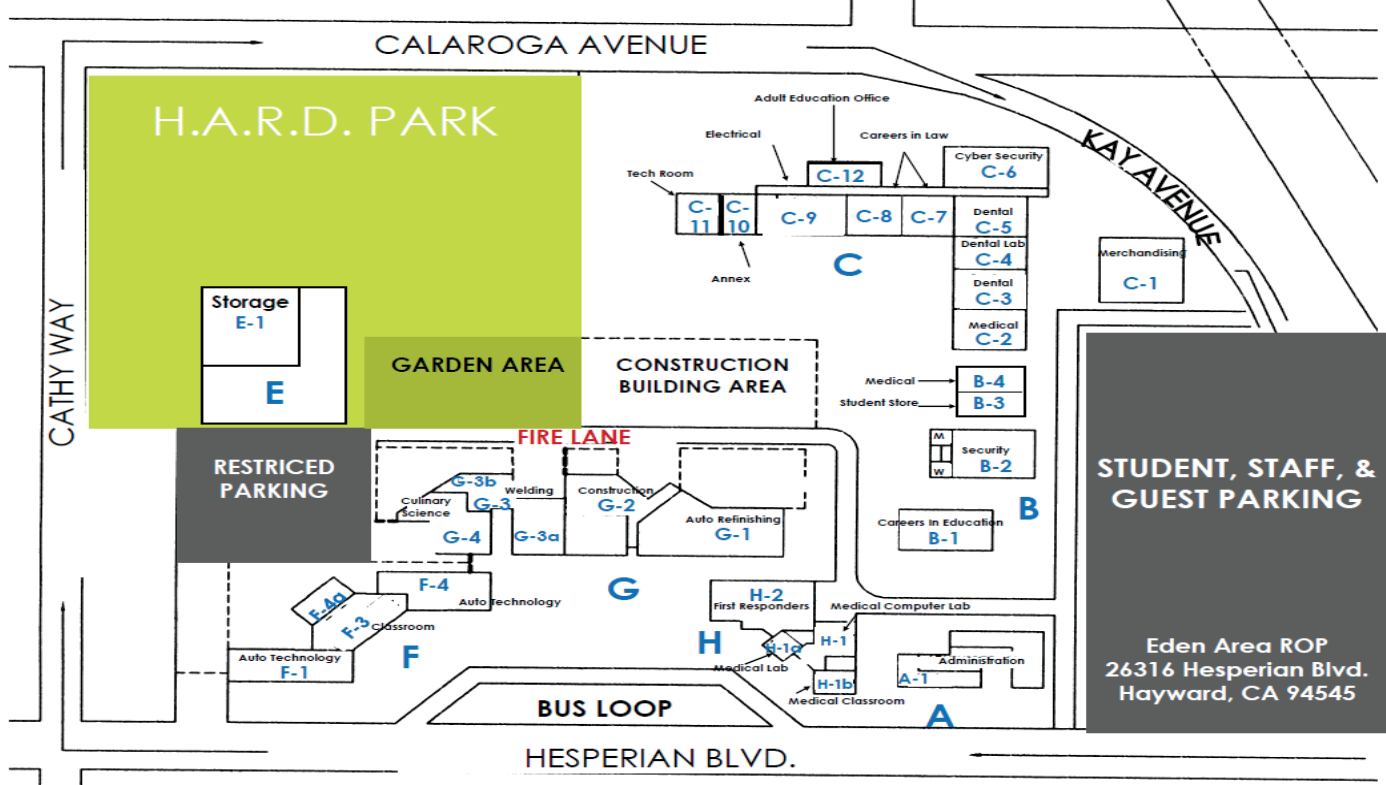 CALAROGA AVENUE
H.A.R.D. PARK
KAY AVENUE
CATHY WAY
Adult Education Office
Electrical
Careers in Law
Tech Room
Cyber Security
C-6
C-12
C-
11
C-
10
C-9
C-8
C-7
Dental
C-5
Dental Lab
C-4
Dental
C-3
Medical
C-2
Annex
C
Merchandising
C-1
Storage
E-1
E
GARDEN AREA
CONSTRUCTION
BUILDING AREA
Medical
B-4
Student Store
B-3
FIRE LANE
M
W
Security
B-2
B
Careers In Education
B-1
RESTRICED
PARKING
STUDENT, STAFF, &
GUEST PARKING
G-3b
Welding
Culinary
Science
G-3
Construction
G-2
Auto Refinishing
G-1
G-4
G-3a
G
F-4
Auto Technology
F-4a
F-3
Classroom
F
Auto Technology
F-1
H-2
First Responders
Medical Computer Lab
H
H-1
H-1a
Medical Lab
H-1b
Medical Classroom
Administration
A-1
A
Eden Area ROP
26316 Hesperian Blvd.
Hayward, CA 94545
BUS LOOP
HESPERIAN BLVD.